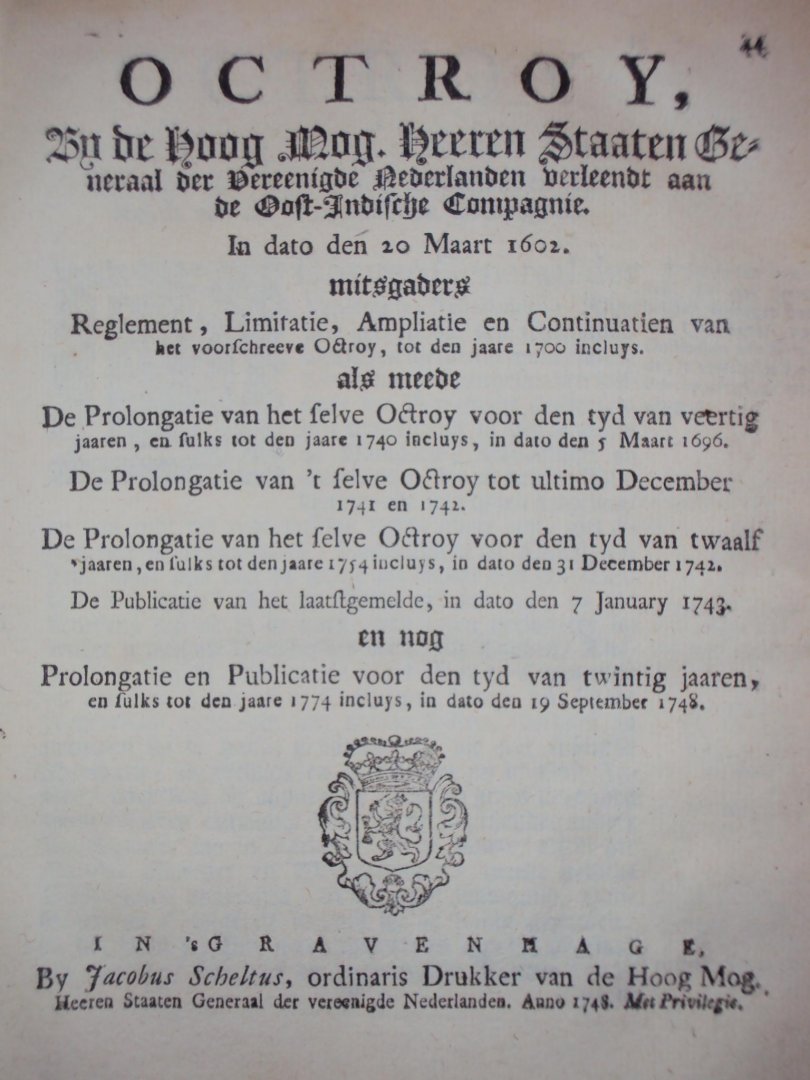 44
OCTROY,
By de Hoog Mog. Heeren Staaten Ge-
neraal der Vereenigde Nederlanden verleendt aan
de Oost-Indische Compagnie.
In dato den 20 Maart 1602.
mitsgaders
Reglement, Limitatie, Ampliatie en Continuatien van
het voorschreeve Octroy, tot den jaare 1700 incluys.
als meede
De Prolongatie van het selve Octroy voor den tyd van veertig
jaaren, en sulks tot den jaare 1740 incluys, in dato den 5 Maart 1696.
De Prolongatie van 't selve Octroy tot ultimo December
1741 en 1742.
De Prolongatie van het selve Octroy voor den tyd van twaalf
jaaren, en sulks tot den jaare 1754 incluys, in dato den 31 December 1742.
De Publicatie van het laatstgemelde, in dato den 7 January 1743.
en nog
Prolongatie en Publicatie voor den tyd van twintig jaaren,
en sulks tot den jaare 1774 incluys, in dato den 19 September 1748.
IN 'sGRAVENHAGE,
By Jacobus Scheltus, ordinaris Drukker van de Hoog Mog.
Heeren Staaten Generaal der vereenigde Nederlanden. Anno 1748. Met Privilegie.